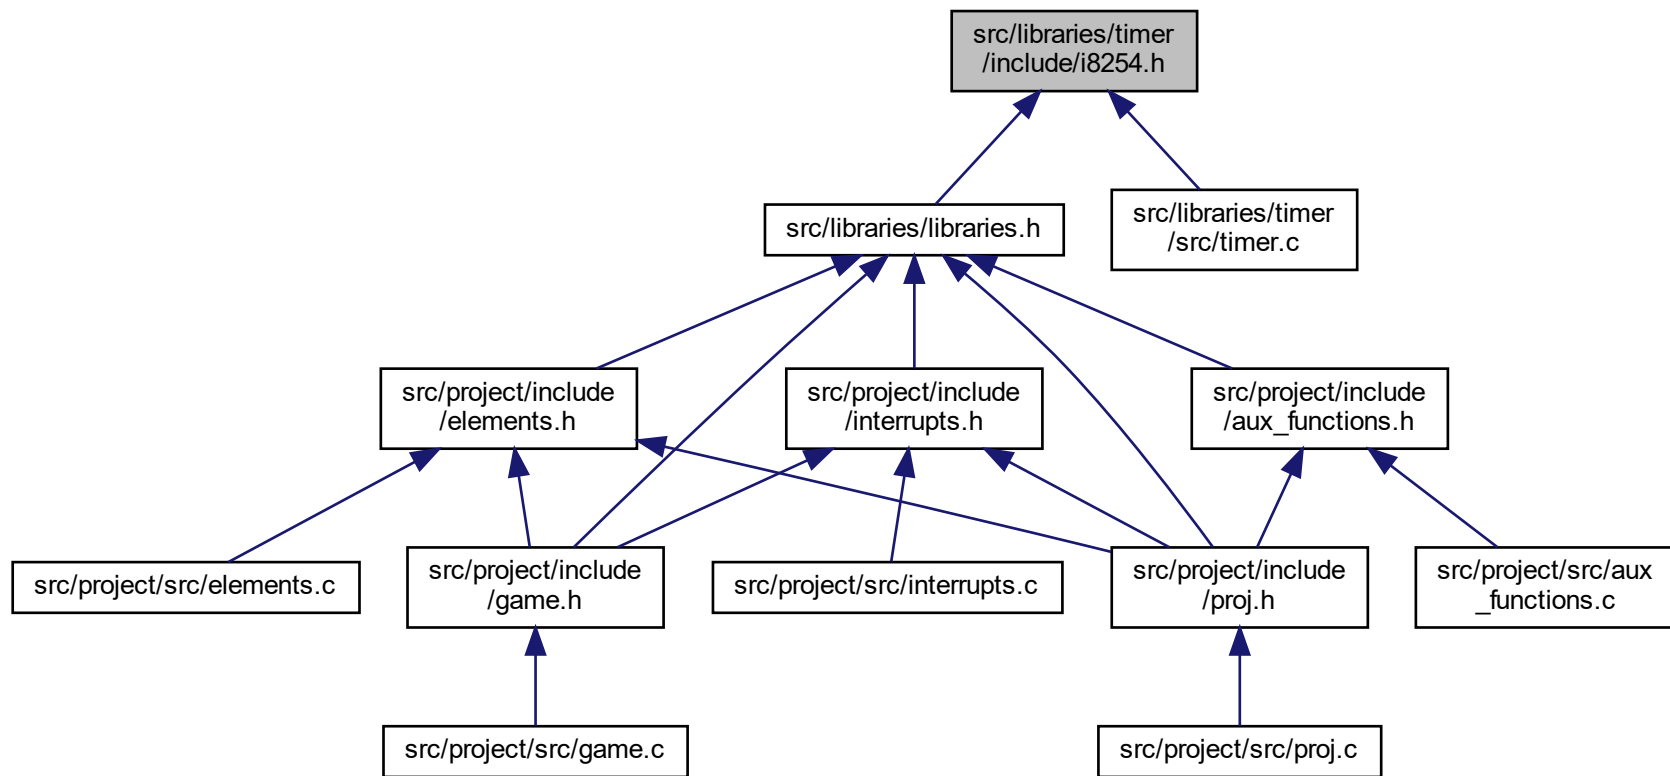 src/libraries/timer
/include/i8254.h
src/libraries/libraries.h
src/libraries/timer
/src/timer.c
src/project/include
/elements.h
src/project/include
/interrupts.h
src/project/include
/aux_functions.h
src/project/src/elements.c
src/project/include
/game.h
src/project/src/interrupts.c
src/project/include
/proj.h
src/project/src/aux
_functions.c
src/project/src/game.c
src/project/src/proj.c